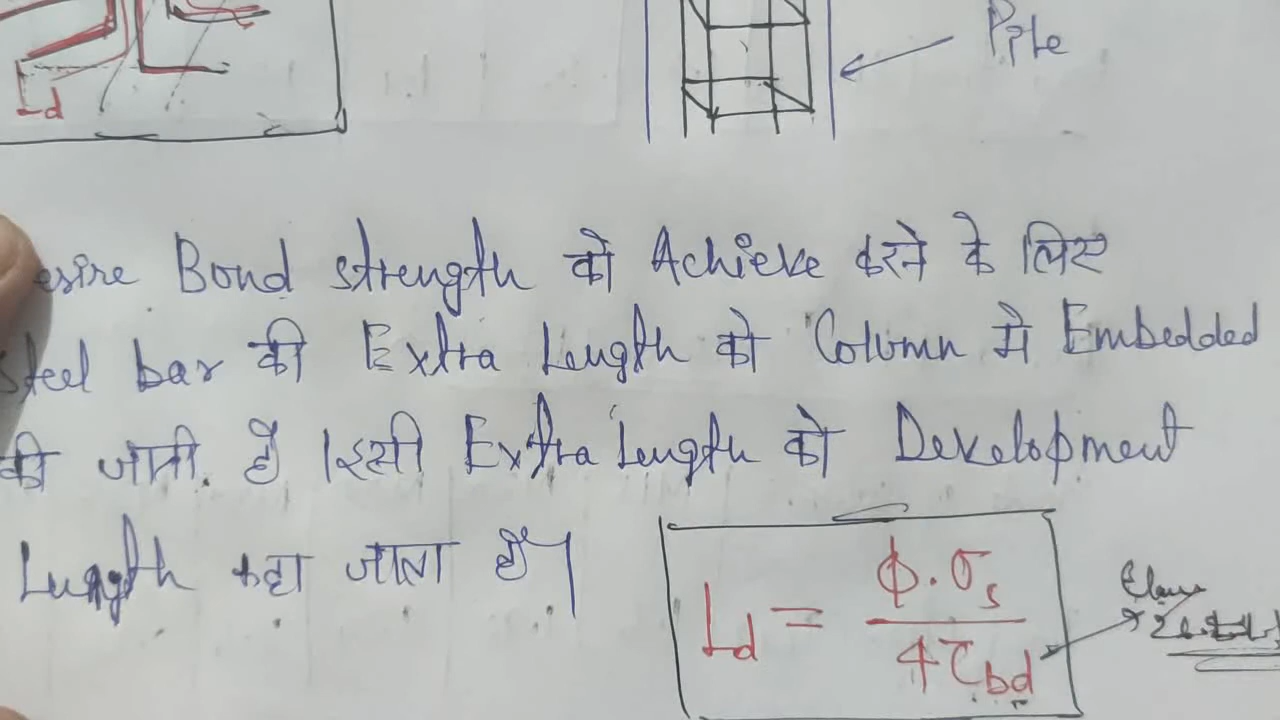 Pile
Ld
esire Bond strength को Achieve करने के लिए
Steel bar की Extra Length को Column मे Embedded
की जाती है। इसी Extra Length को Development
Length कहा जाता है।
Ld = ϕ.σs / 4τbd